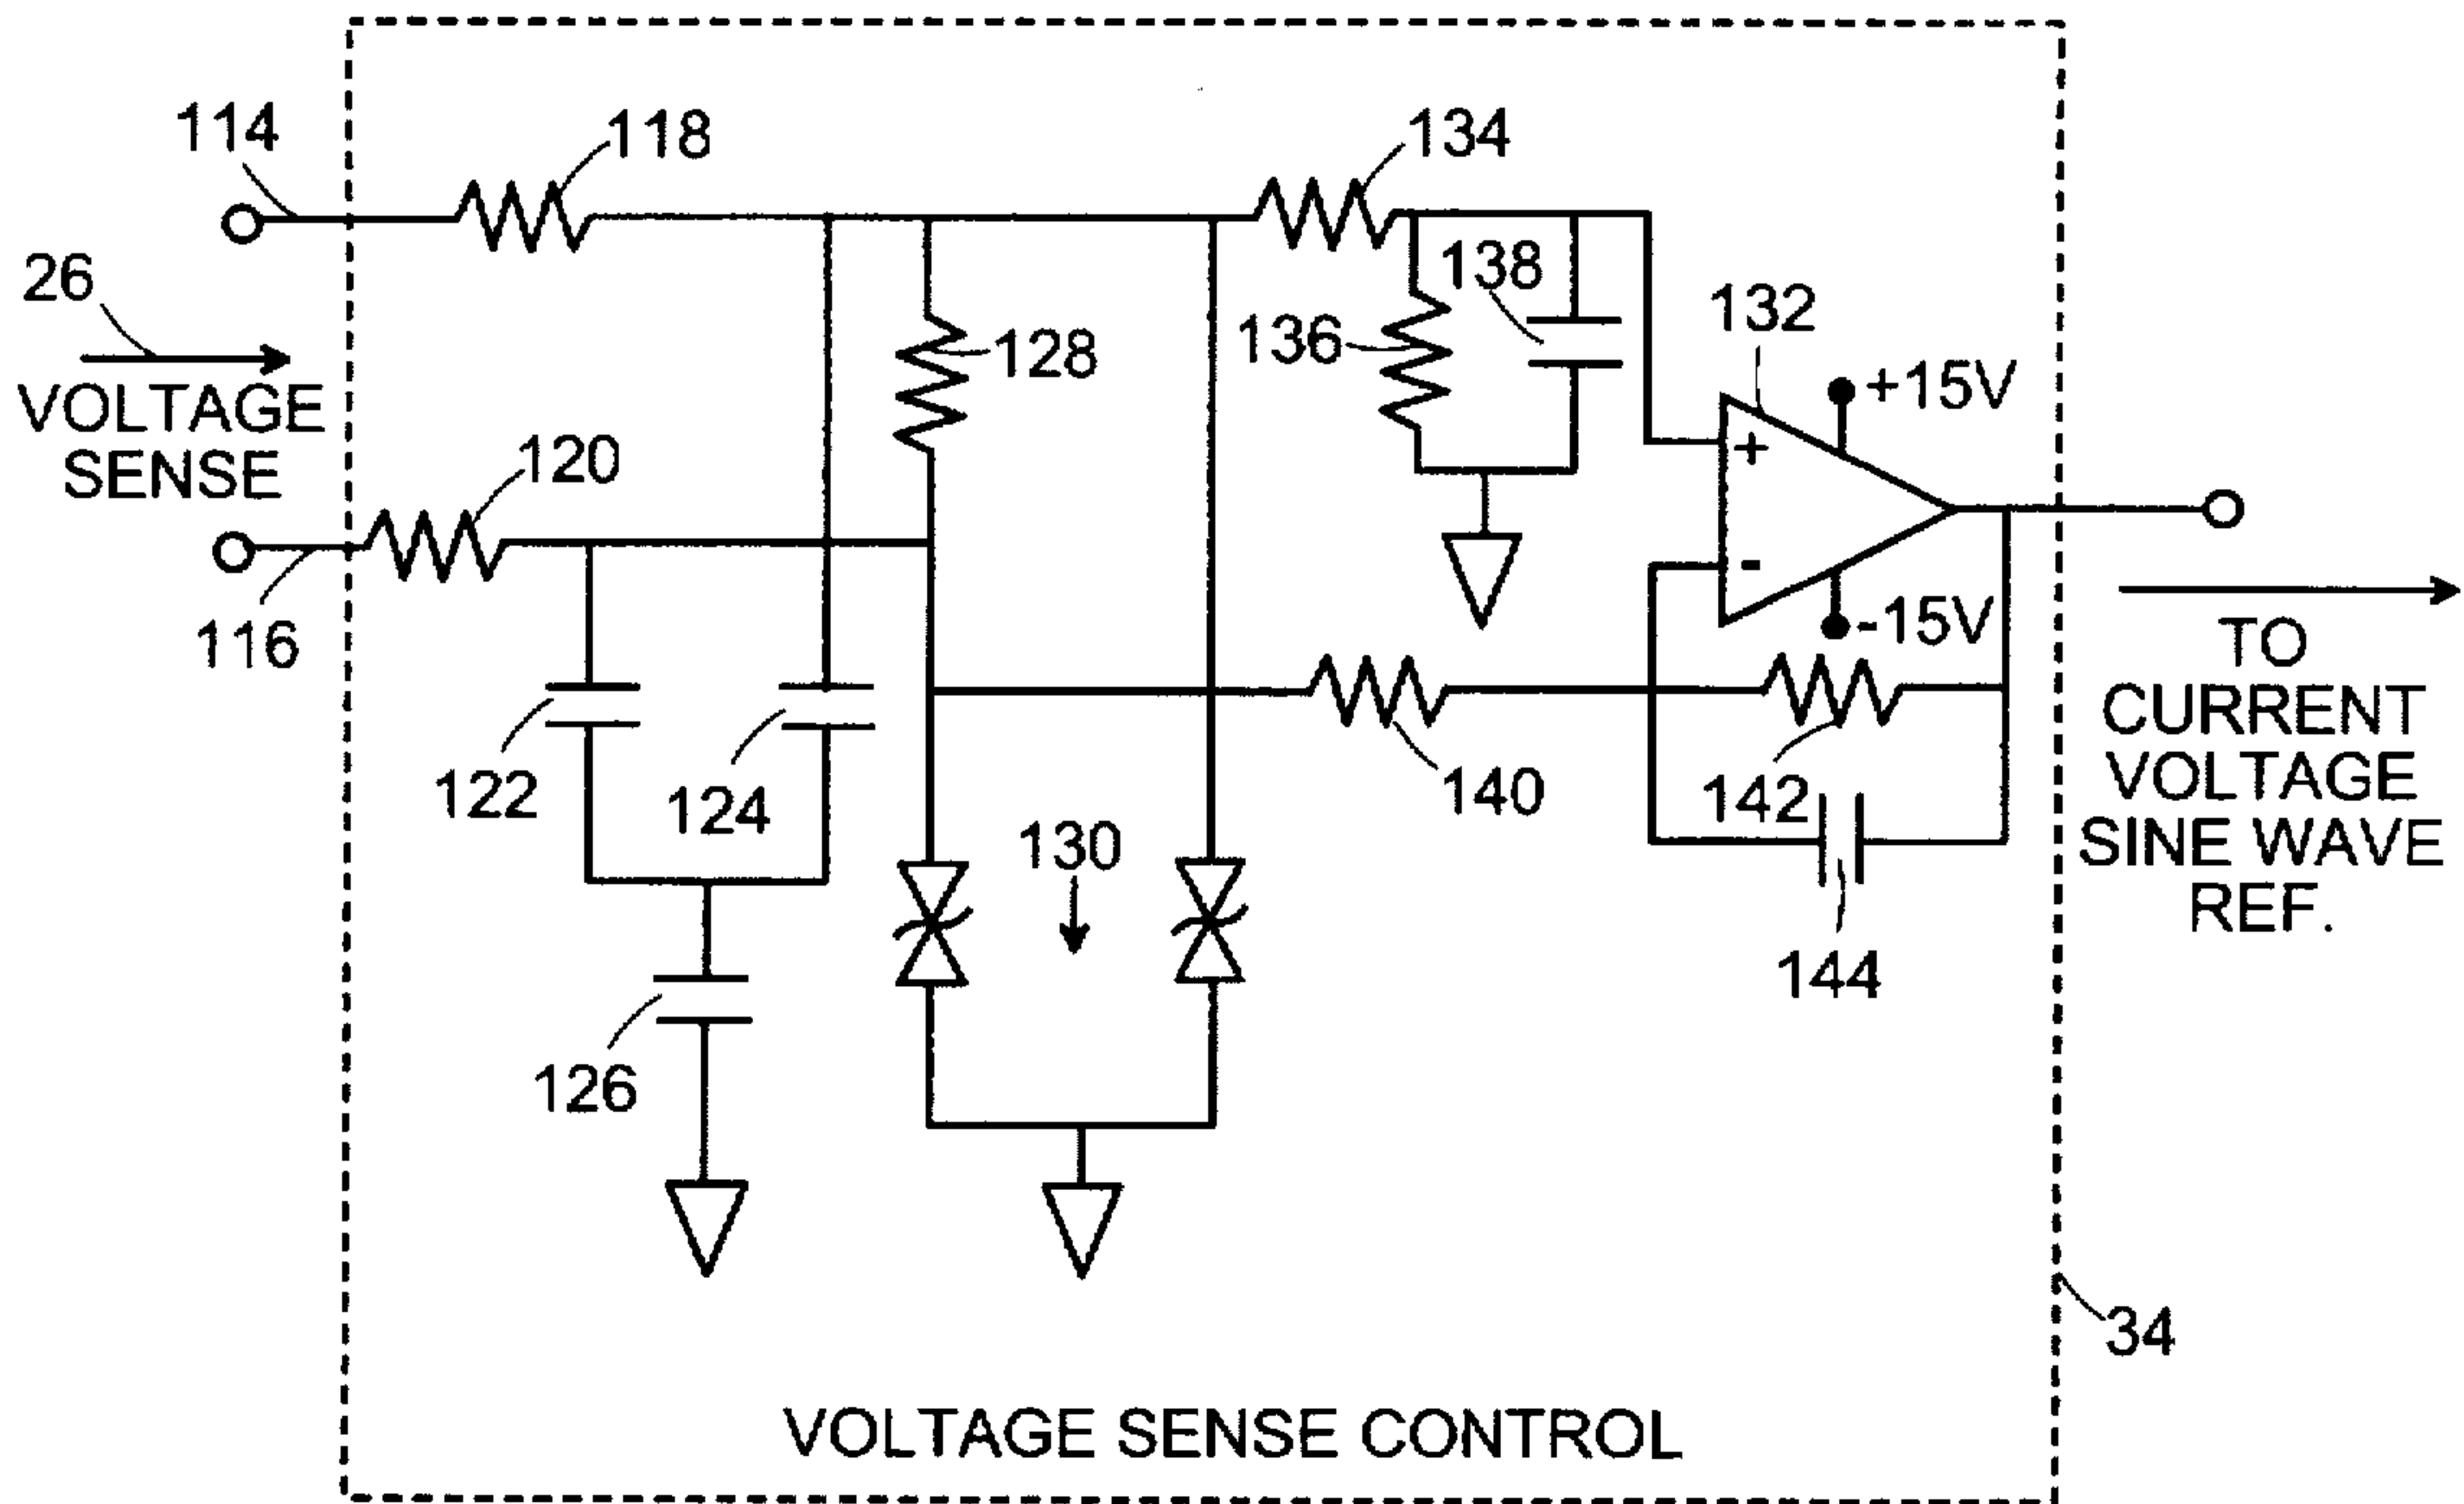 114
118
134
26
VOLTAGE
SENSE
138
136
128
132
+15V
+
120
-
-15V
116
TO
CURRENT
VOLTAGE
SINE WAVE
REF.
122
124
130
140
142
144
126
34
VOLTAGE SENSE CONTROL